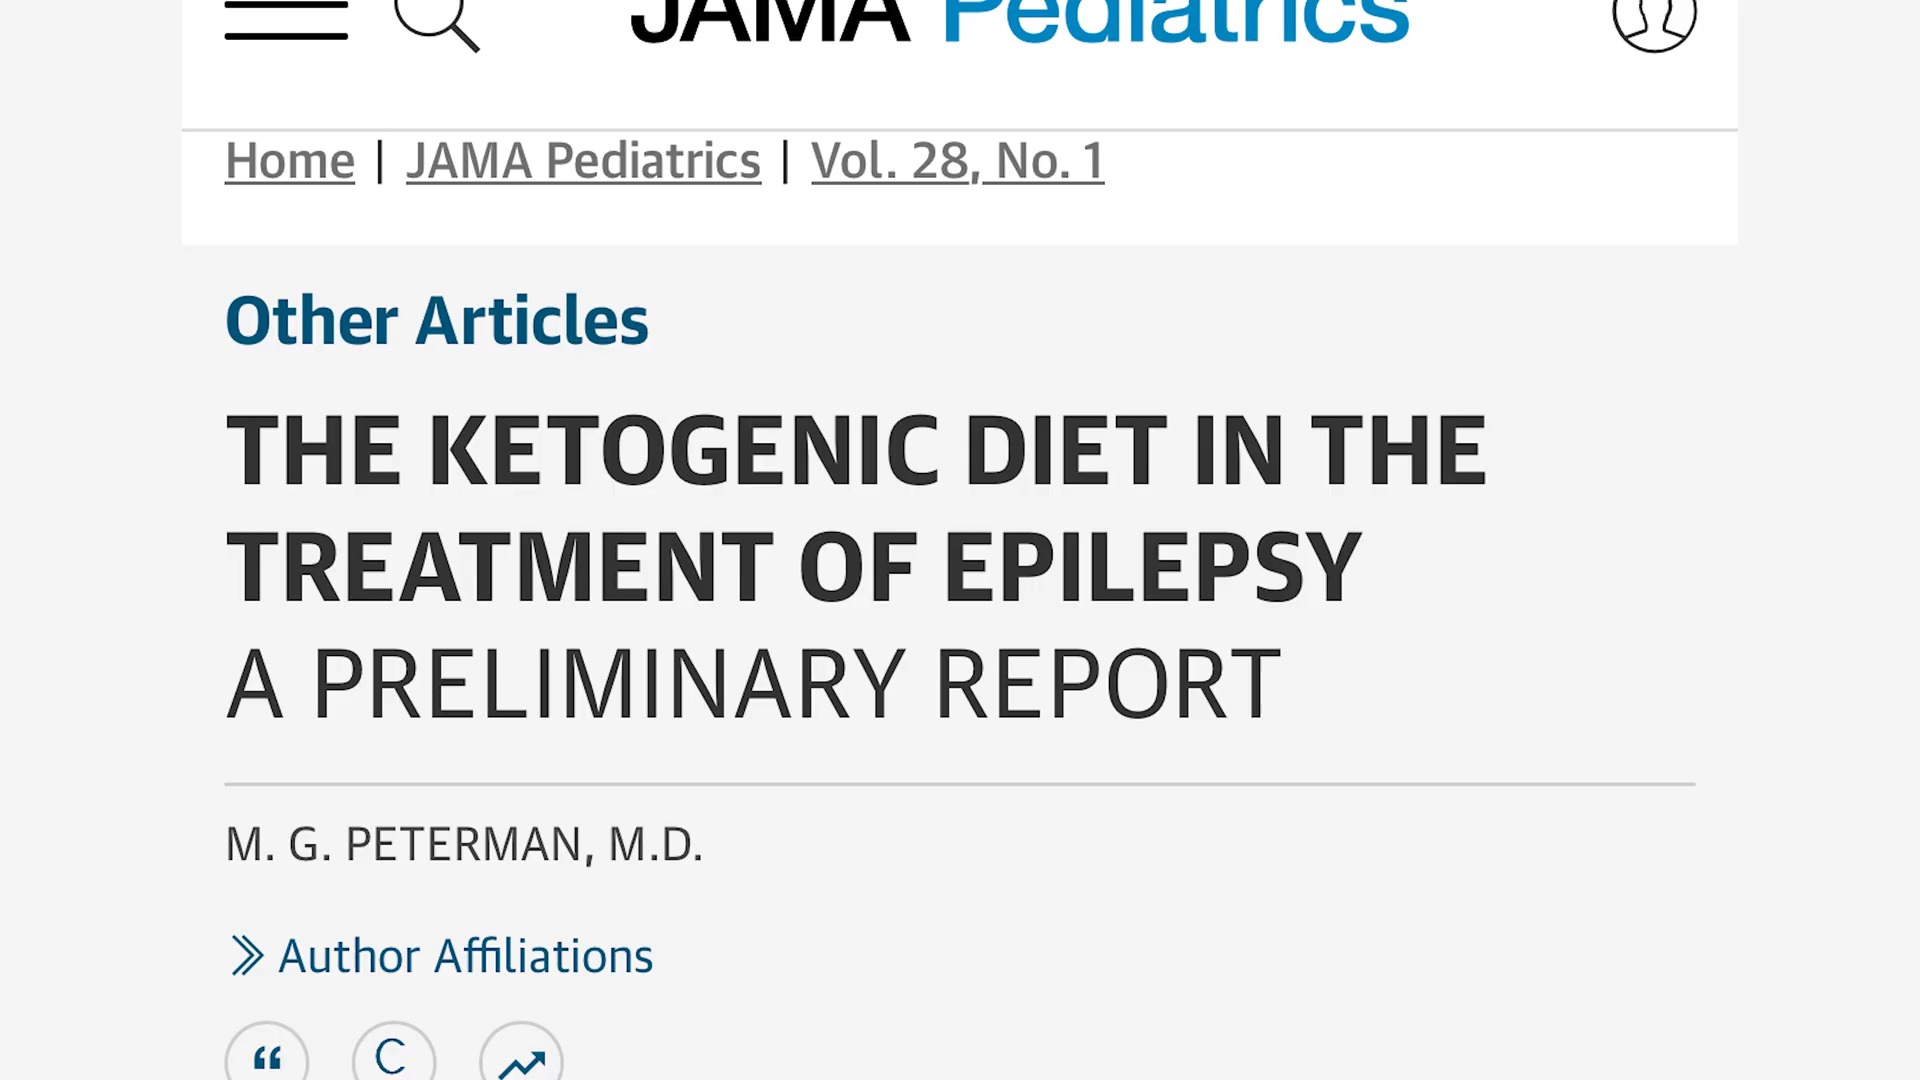 JAMA Pediatrics
Home | JAMA Pediatrics | Vol. 28, No. 1
Other Articles
THE KETOGENIC DIET IN THE
TREATMENT OF EPILEPSY
A PRELIMINARY REPORT
M. G. PETERMAN, M.D.
Author Affiliations